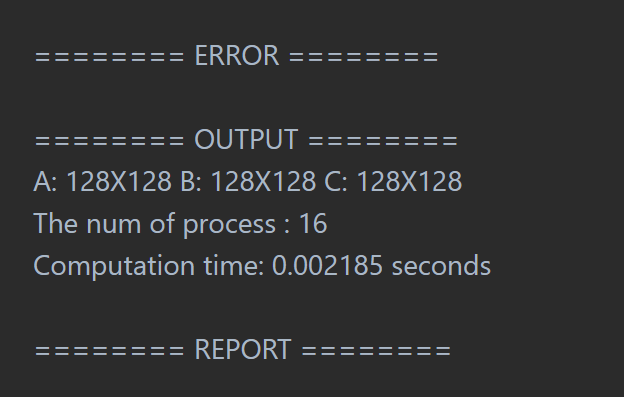 ======== ERROR ========
======== OUTPUT ========
A: 128X128 B: 128X128 C: 128X128
The num of process : 16
Computation time: 0.002185 seconds
======== REPORT ========